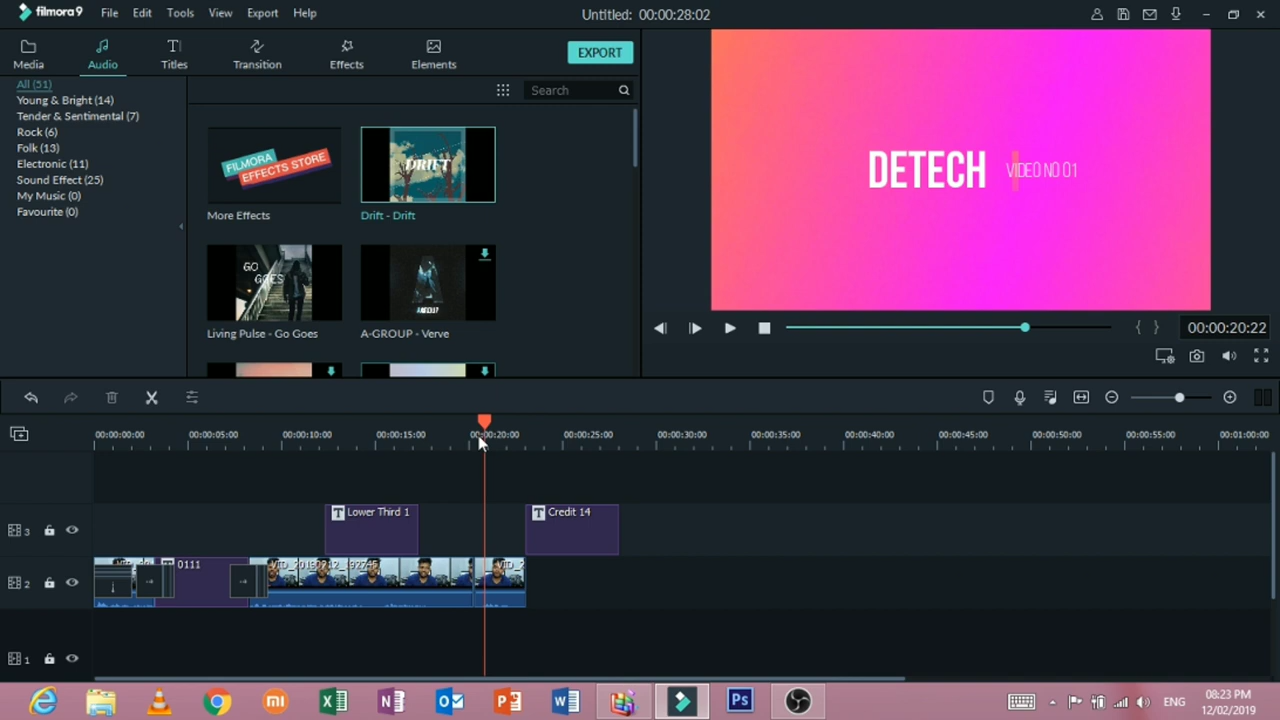 filmora9 File Edit Tools View Export Help Untitled: 00:00:28:02
Media Audio Titles Transition Effects Elements EXPORT
All (51)
Young & Bright (14)
Tender & Sentimental (7)
Rock (6)
Folk (13)
Electronic (11)
Sound Effect (25)
My Music (0)
Favourite (0)
Search
FILMORA
EFFECTS STORE
DRIFT
More Effects Drift - Drift
GO
GOES
Living Pulse - Go Goes A-GROUP - Verve
DETECH VIDEO NO 01
00:00:20:22
00:00:00:00 00:00:05:00 00:00:10:00 00:00:15:00 00:00:20:00 00:00:25:00 00:00:30:00 00:00:35:00 00:00:40:00 00:00:45:00 00:00:50:00 00:00:55:00 00:01:00:00
3 T Lower Third 1 T Credit 14
2 0111
1
ENG 08:23 PM
12/02/2019